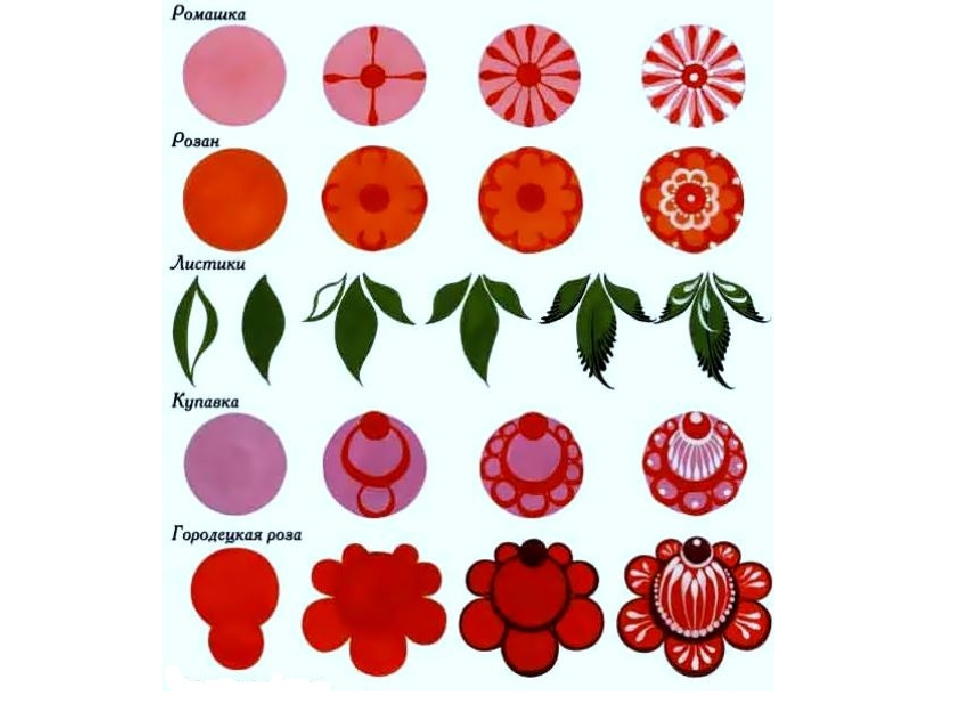 Ромашка
Розан
Листики
Купавка
Городецкая роза